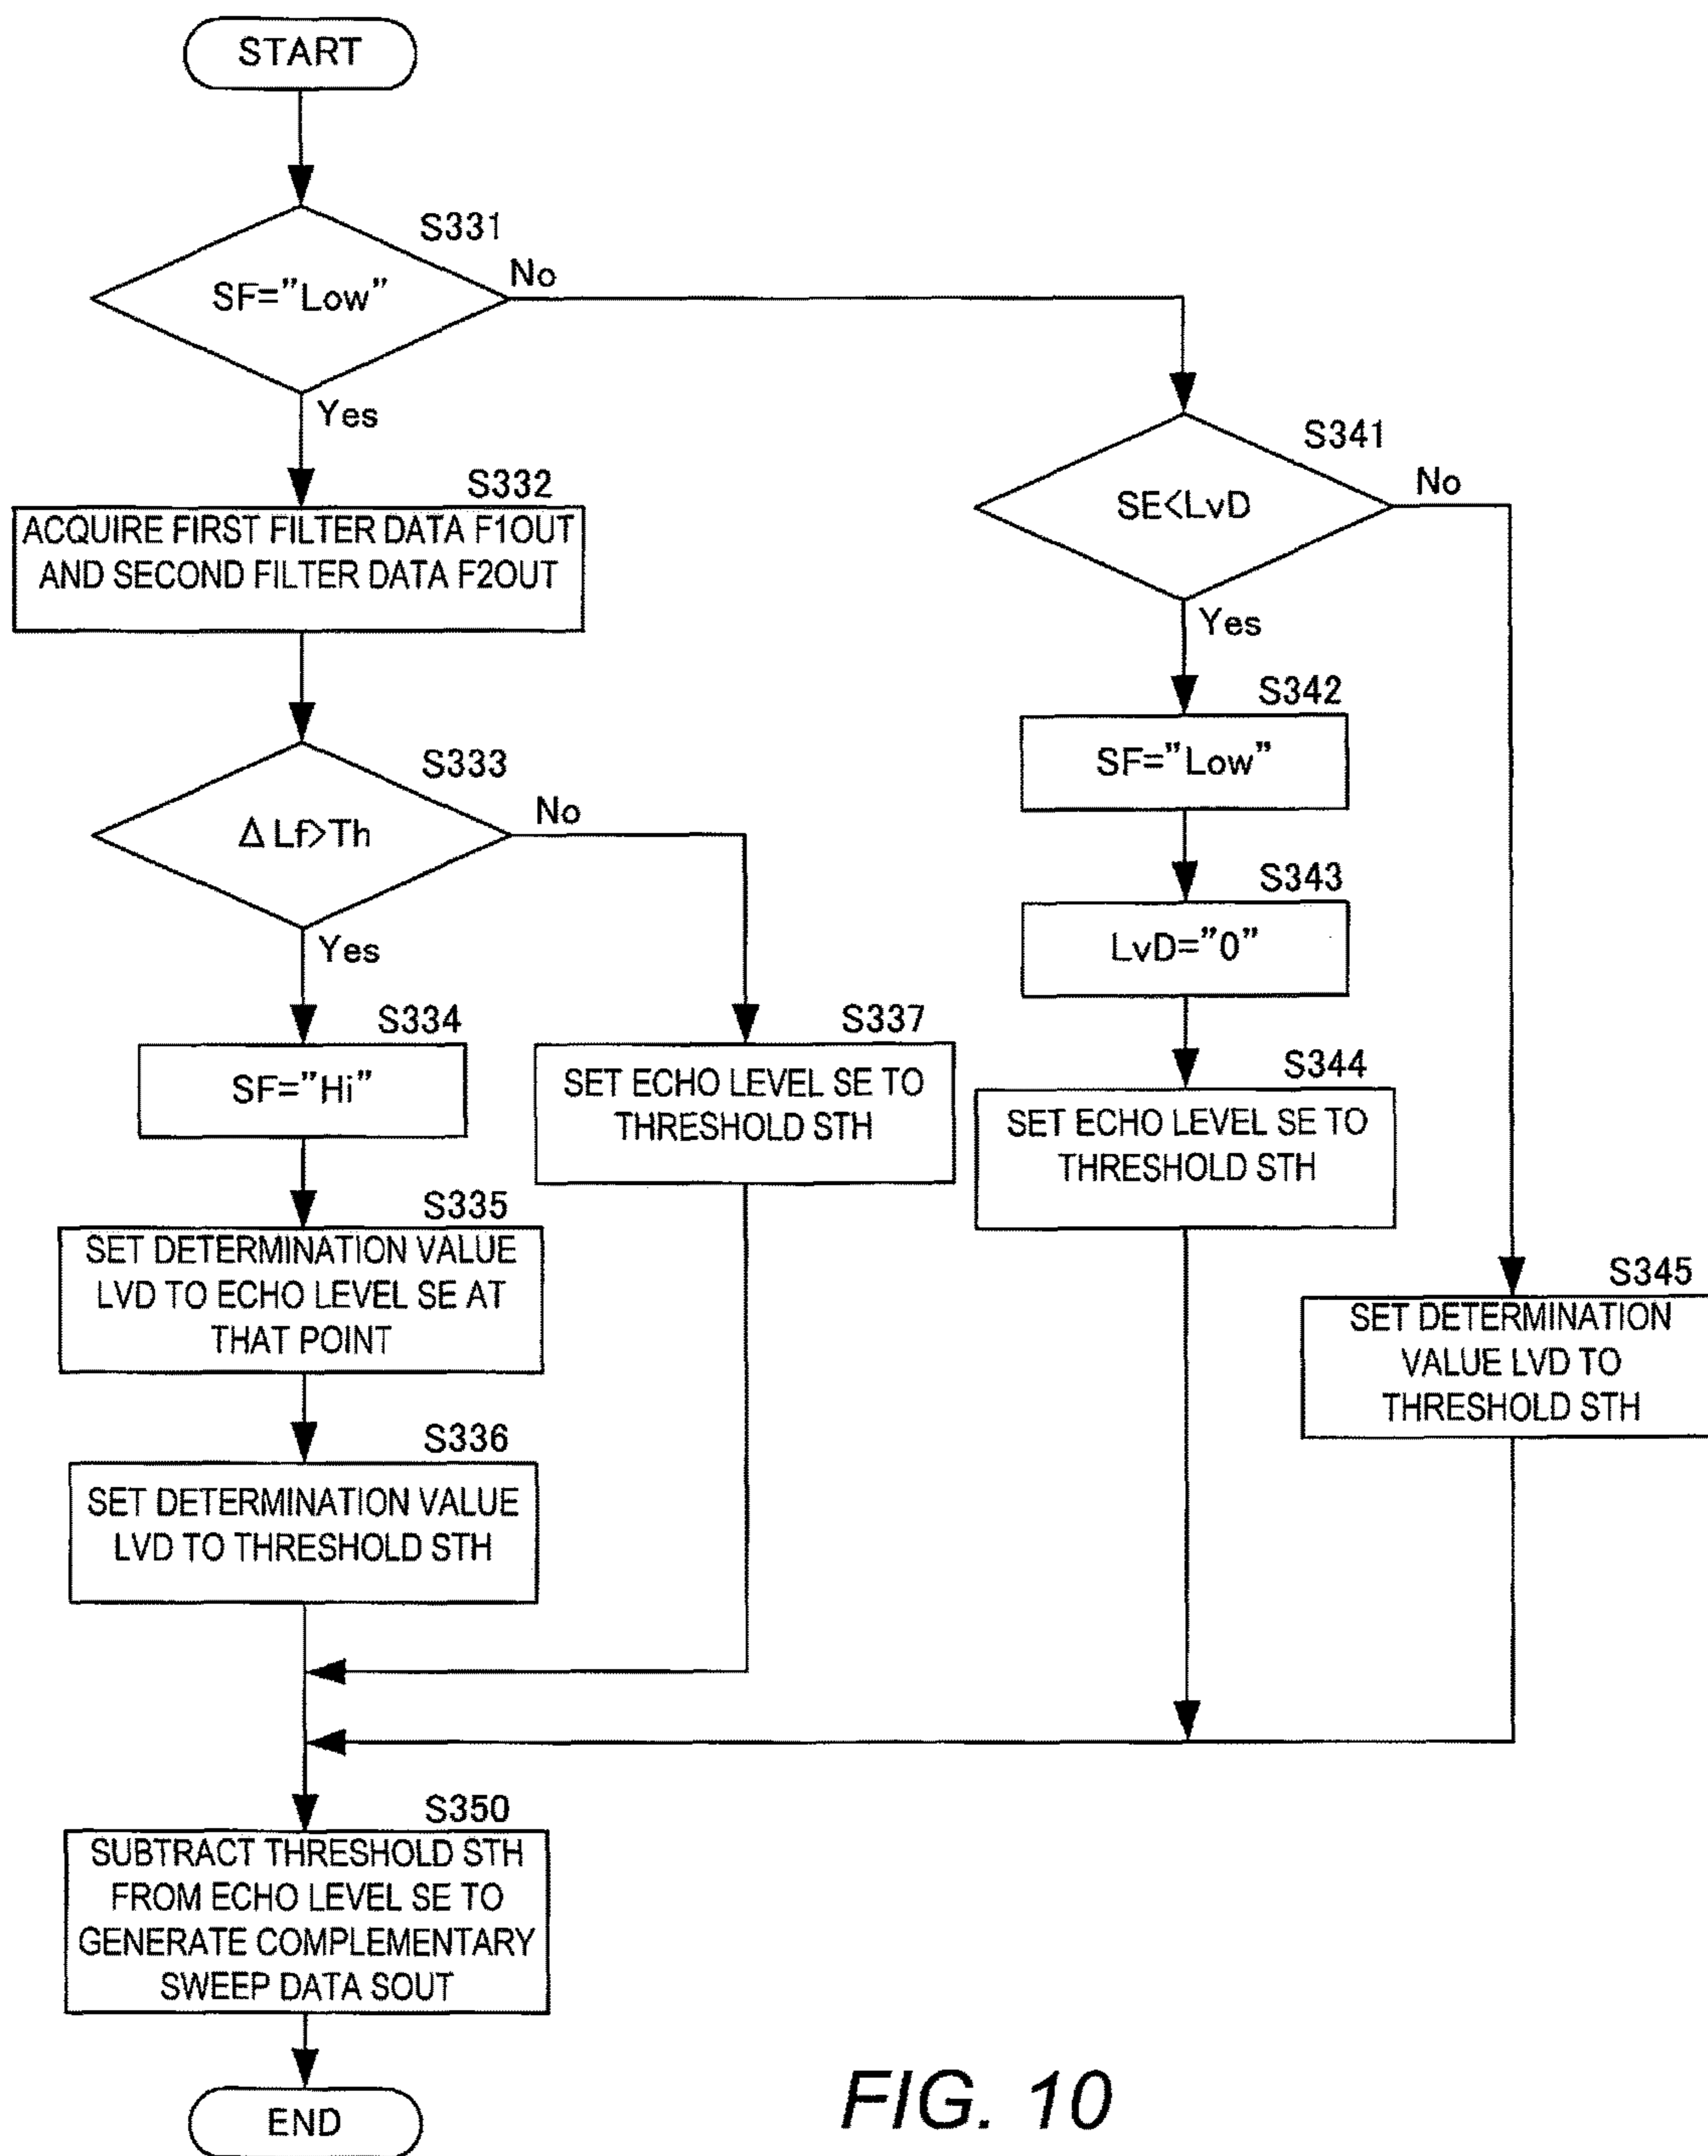 START
S331
SF="Low"
No
Yes
S332
ACQUIRE FIRST FILTER DATA F1OUT
AND SECOND FILTER DATA F2OUT
S333
Δ Lf>Th
No
Yes
S334
SF="Hi"
S335
SET DETERMINATION VALUE
LVD TO ECHO LEVEL SE AT
THAT POINT
S336
SET DETERMINATION VALUE
LVD TO THRESHOLD STH
S337
SET ECHO LEVEL SE TO
THRESHOLD STH
S341
SE<LvD
No
Yes
S342
SF="Low"
S343
LvD="0"
S344
SET ECHO LEVEL SE TO
THRESHOLD STH
S345
SET DETERMINATION
VALUE LVD TO
THRESHOLD STH
S350
SUBTRACT THRESHOLD STH
FROM ECHO LEVEL SE TO
GENERATE COMPLEMENTARY
SWEEP DATA SOUT
END
FIG. 10